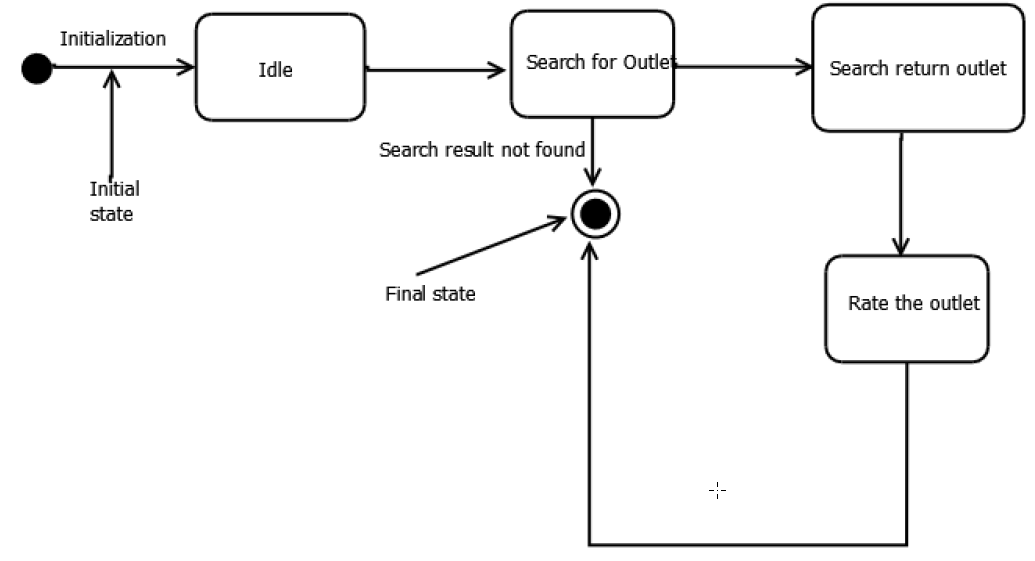 Initialization
Idle
Search for Outlet
Search return outlet
Search result not found
Initial
state
Final state
Rate the outlet